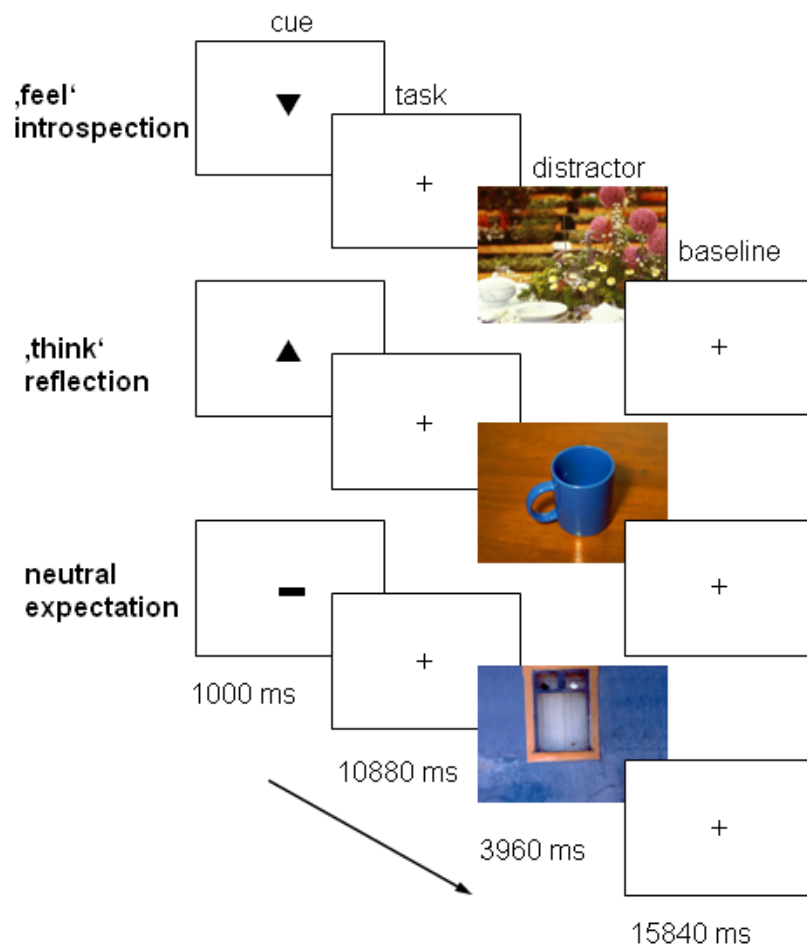 cue
‚feel‘
introspection
task
distractor
baseline
‚think‘
reflection
neutral
expectation
1000 ms
10880 ms
3960 ms
15840 ms